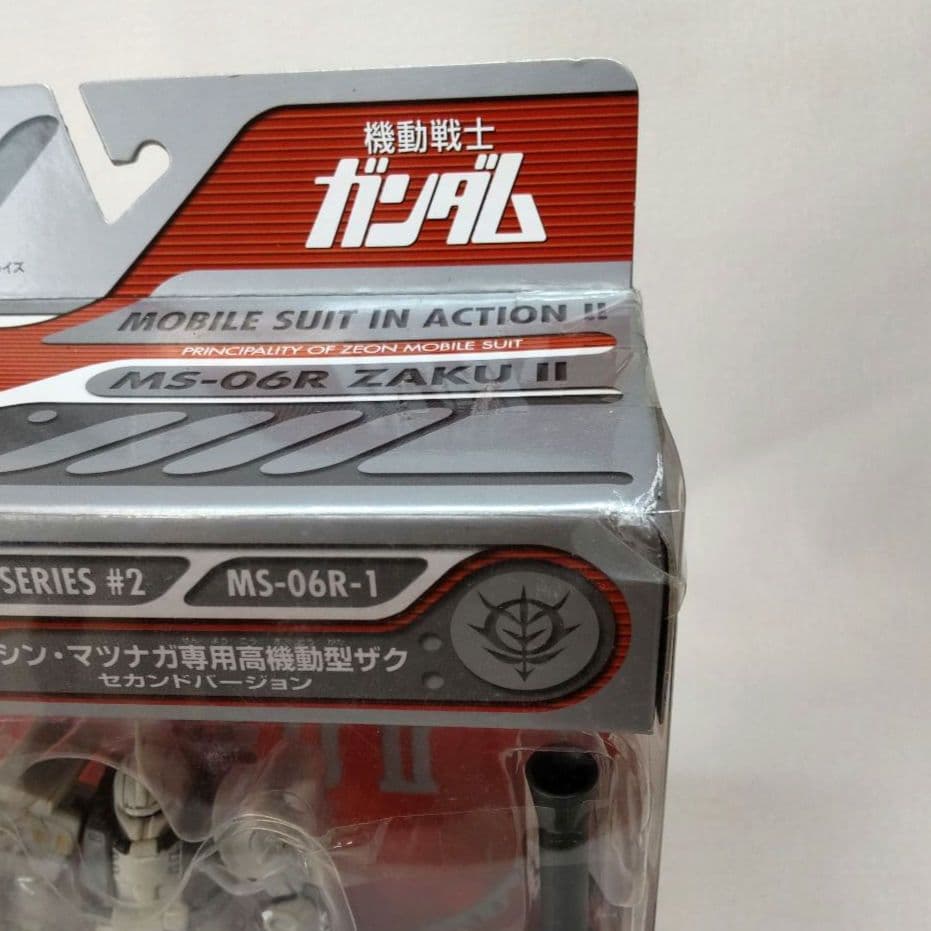 機動戦士
ガンダム
イズ
MOBILE SUIT IN ACTION !!
PRINCIPALITY OF ZEON MOBILE SUIT
MS-06R ZAKU II
SERIES #2
MS-06R-1
シン・マツナガ専用高機動型ザク
セカンドバージョン